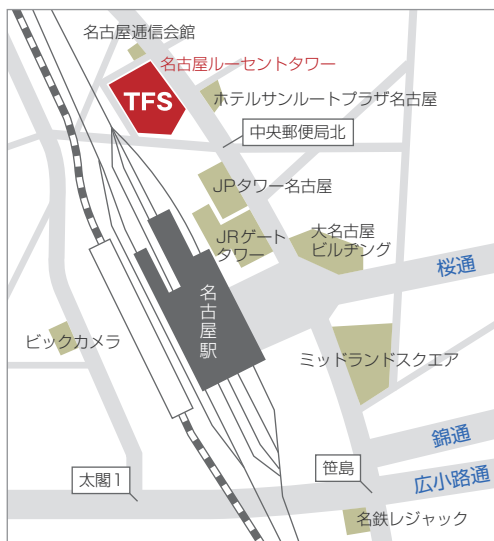 名古屋逓信会館
名古屋ルーセントタワー
TFS
ホテルサンルートプラザ名古屋
中央郵便局北
JPタワー名古屋
JRゲート
タワー
大名古屋
ビルヂング
桜通
名古屋駅
ビックカメラ
ミッドランドスクエア
錦通
笹島
太閤1
広小路通
名鉄レジャック